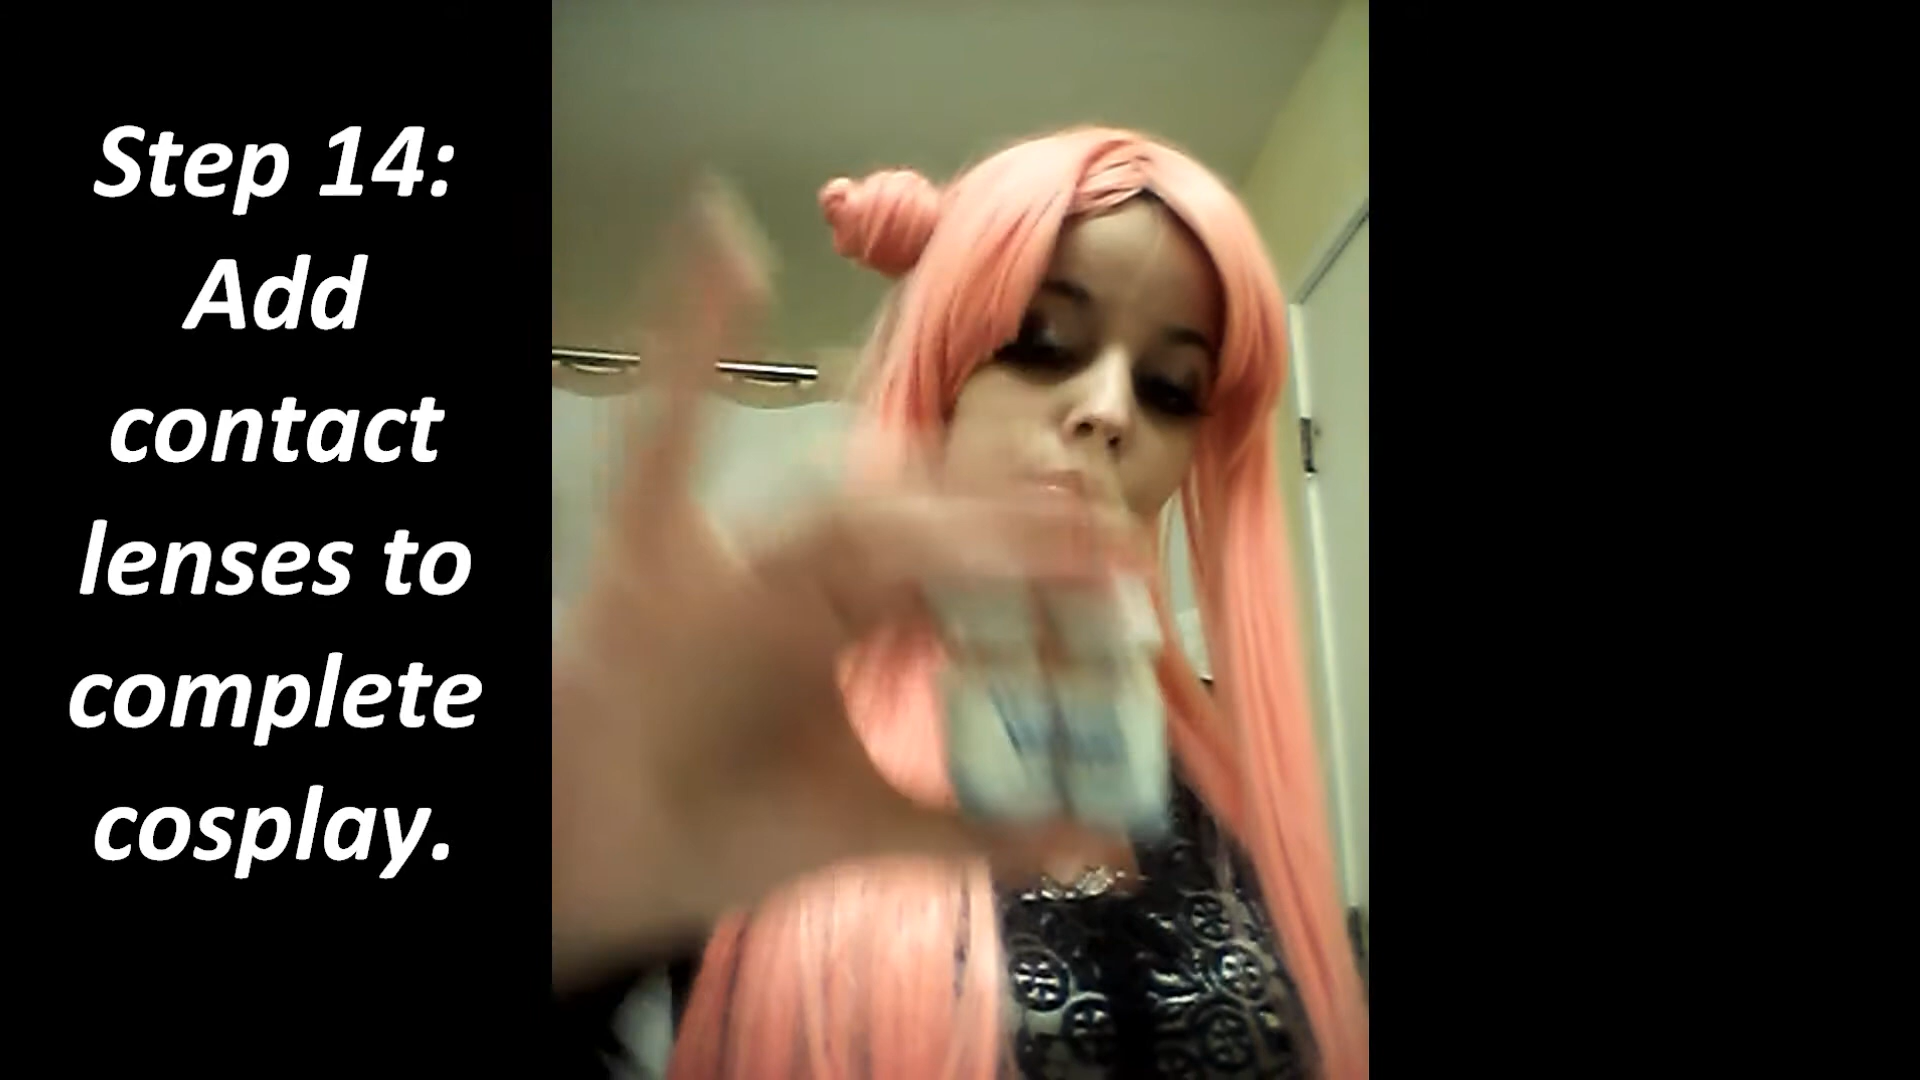 Step 14:
Add
contact
lenses to
complete
cosplay.